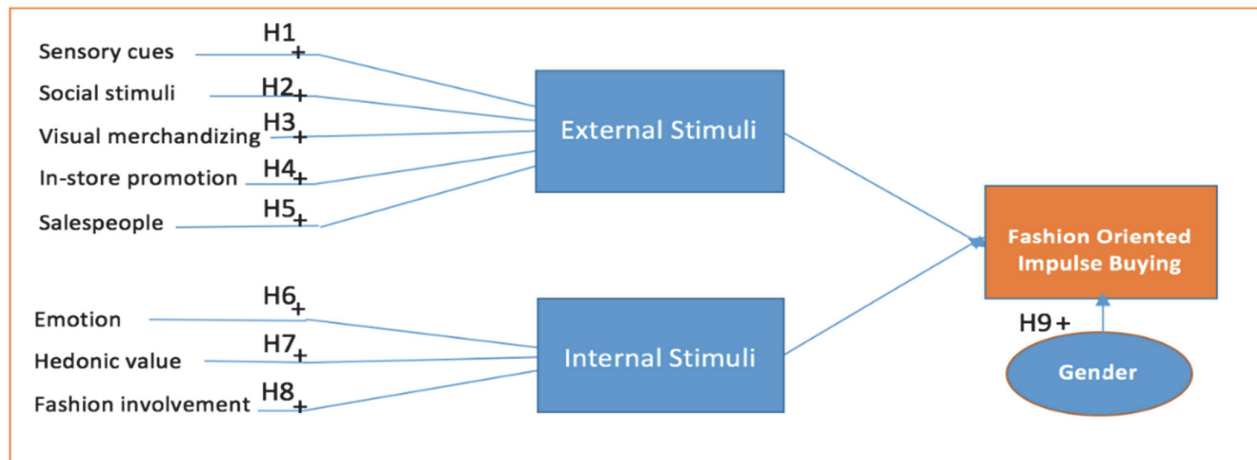 Sensory cues H1 +
Social stimuli H2 +
Visual merchandizing H3 +
In-store promotion H4 +
Salespeople H5 +
External Stimuli
Emotion H6 +
Hedonic value H7 +
Fashion involvement H8 +
Internal Stimuli
Fashion Oriented
Impulse Buying
H9 +
Gender